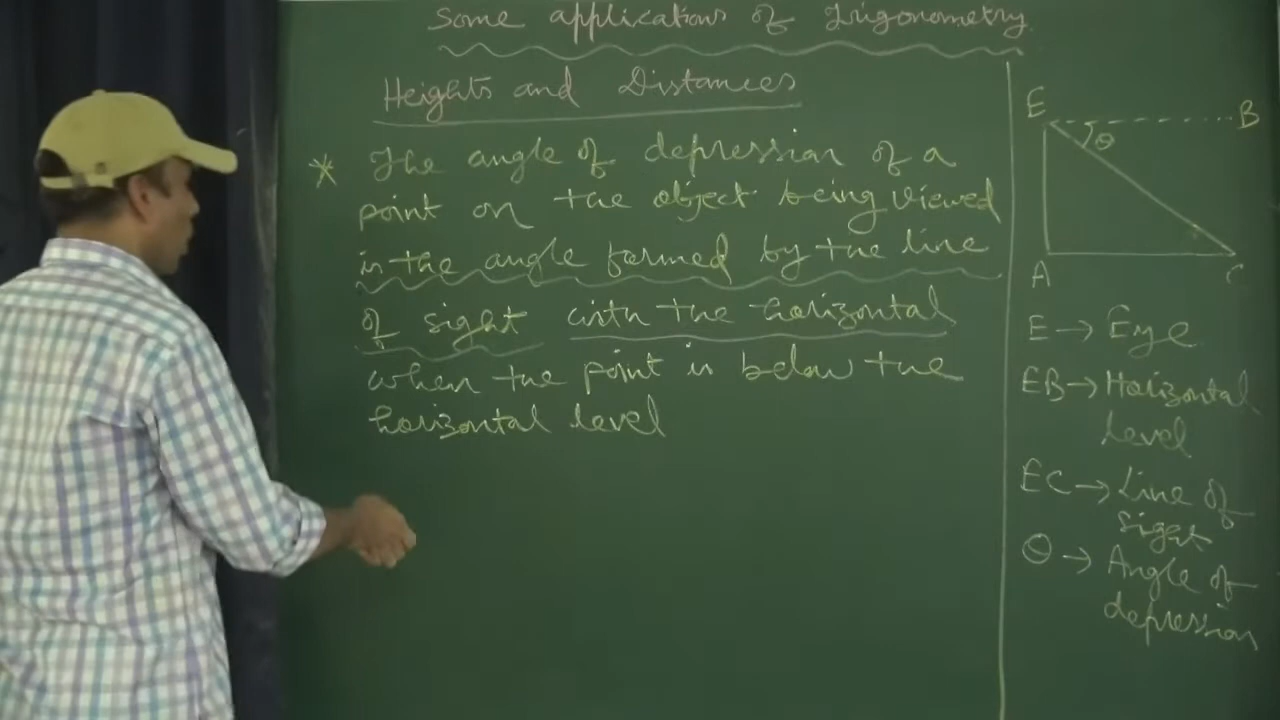 Some applications of Trigonometry
Heights and Distances
* The angle of depression of a
point on the object being viewed
is the angle formed by the line
of sight with the horizontal
when the point is below the
horizontal level
E B
θ
A C
E → Eye
EB → Horizontal
Level
EC → Line of
sight
θ → Angle of
depression